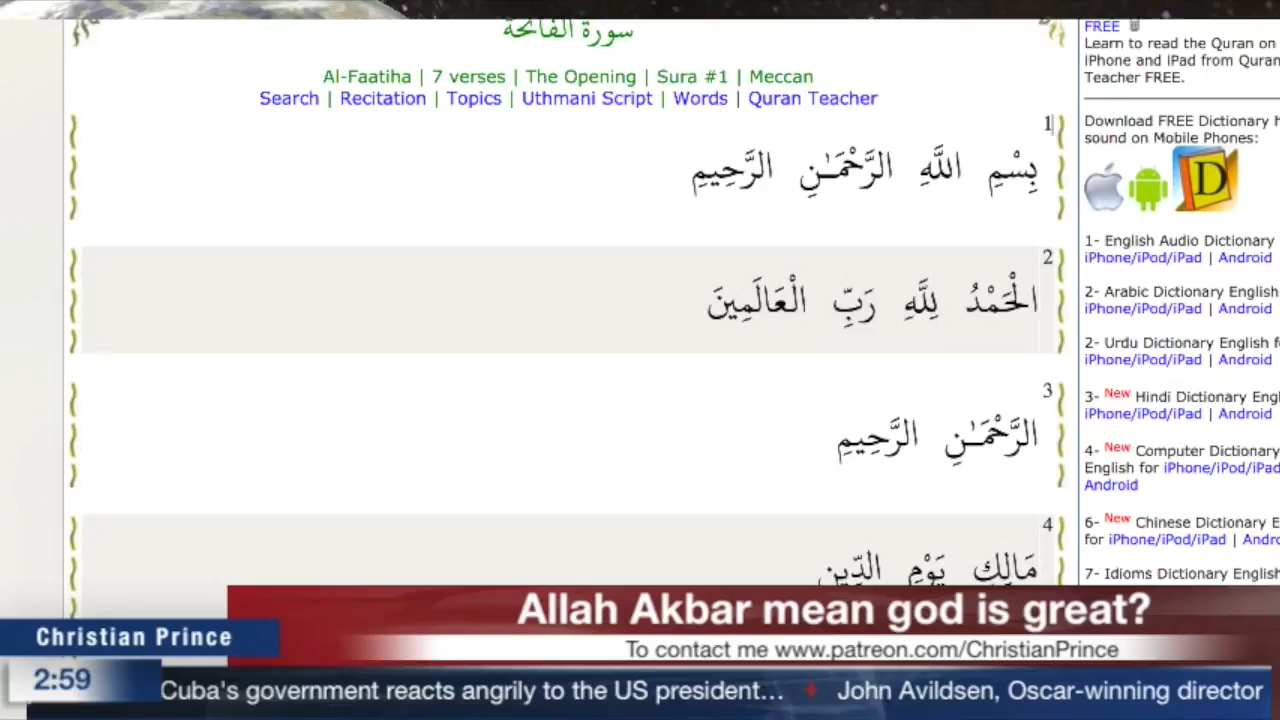 سورة الفاتحة
Al-Faatiha | 7 verses | The Opening | Sura #1 | Meccan
Search | Recitation | Topics | Uthmani Script | Words | Quran Teacher
1
بِسْمِ اللَّهِ الرَّحْمَـٰنِ الرَّحِيمِ
2
الْحَمْدُ لِلَّهِ رَبِّ الْعَالَمِينَ
3
الرَّحْمَـٰنِ الرَّحِيمِ
4
مَالِكِ يَوْمِ الدِّينِ
FREE
Learn to read the Quran on
iPhone and iPad from Quran
Teacher FREE.
Download FREE Dictionary
sound on Mobile Phones:
D
1- English Audio Dictionary
iPhone/iPod/iPad | Android
2- Arabic Dictionary English
iPhone/iPod/iPad | Android
2- Urdu Dictionary English
iPhone/iPod/iPad | Android
3- New Hindi Dictionary
iPhone/iPod/iPad | Android
4- New Computer Dictionary
English for iPhone/iPod/iPad
Android
6- New Chinese Dictionary
for iPhone/iPod/iPad |
7- Idioms Dictionary English
Allah Akbar mean god is great?
Christian Prince
To contact me www.patreon.com/ChristianPrince
2:59
Cuba's government reacts angrily to the US president... John Avildsen, Oscar-winning director